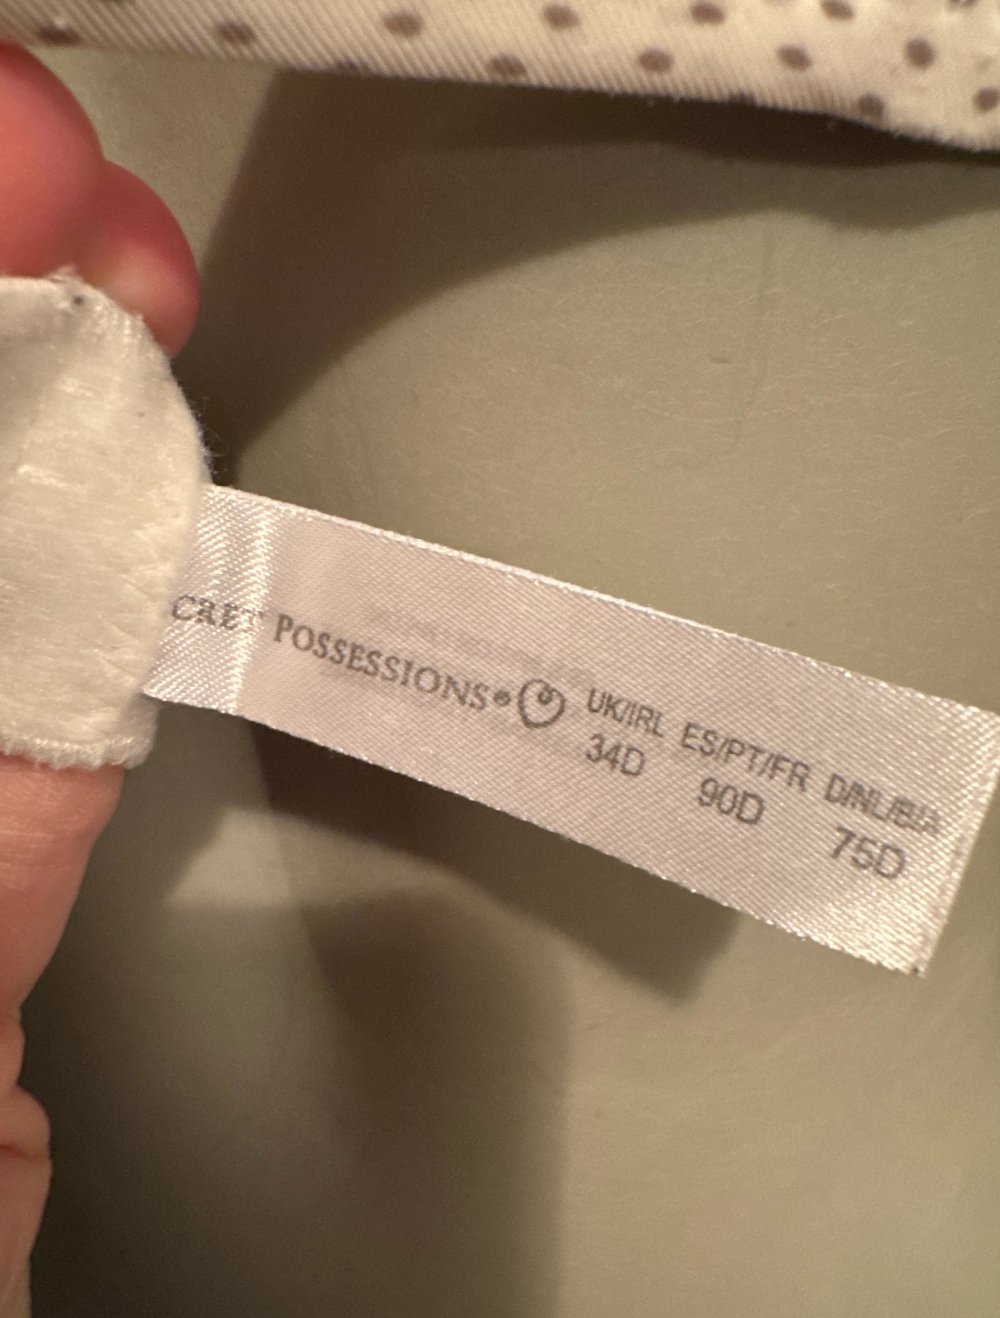 CRET POSSESSIONS®
UK/IRL ES/PT/FR D/NL/B/A
34D 90D 75D